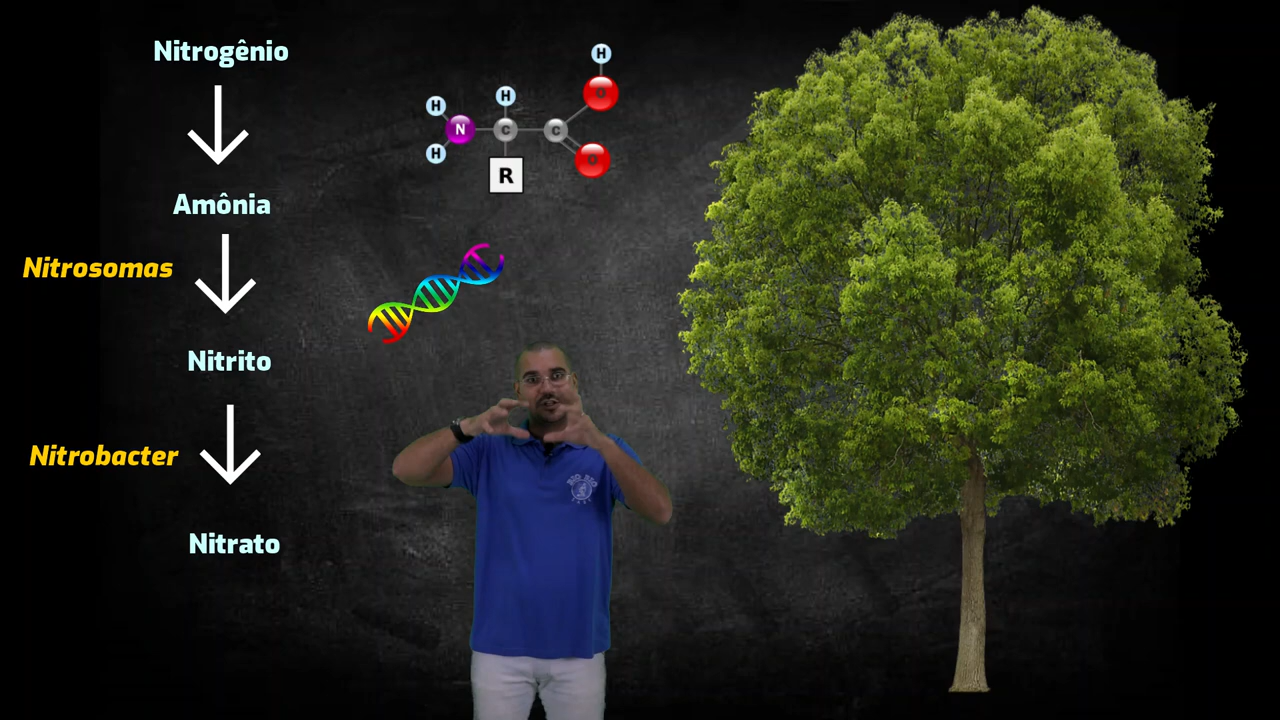 Nitrogênio
Amônia
Nitrosomas
Nitrito
Nitrobacter
Nitrato
H
H
H
N
C
C
O
H
R
O